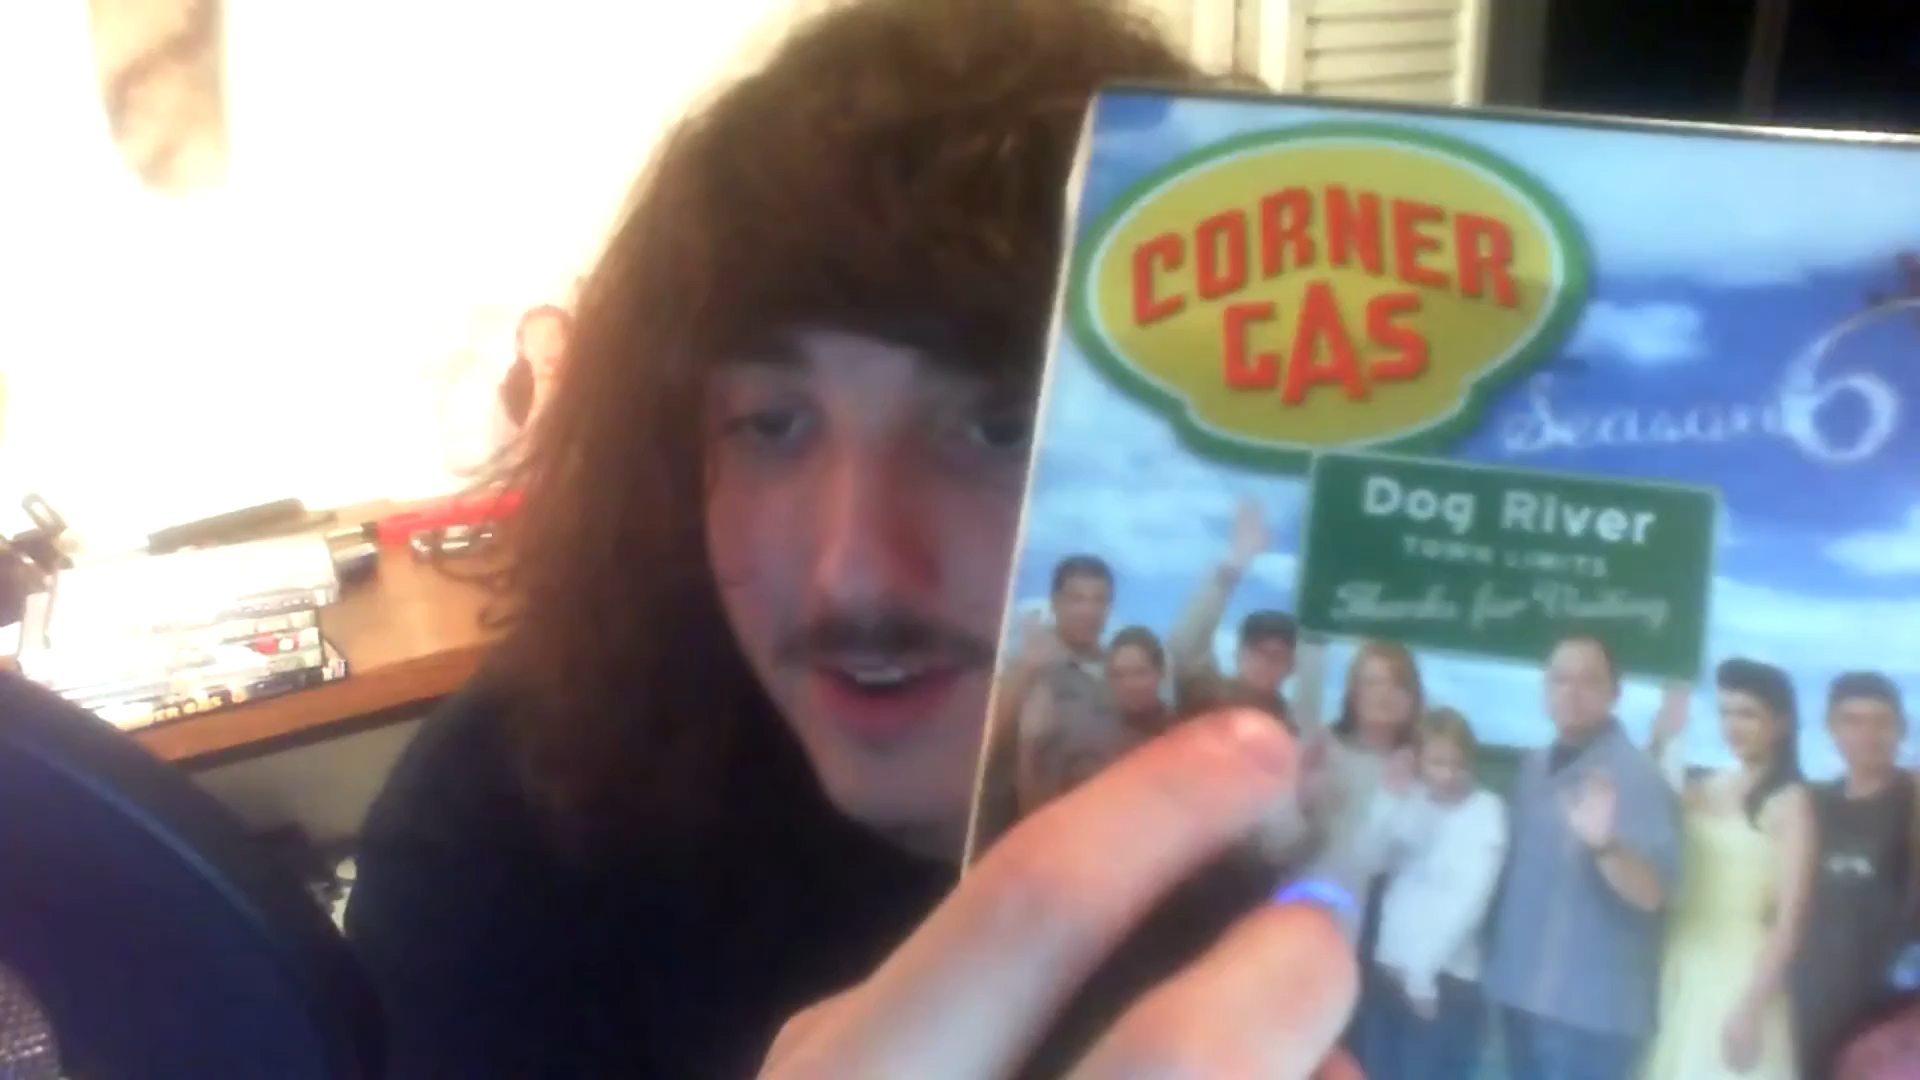 CORNER
GAS
Season 6
Dog River
TOWN LIMITS
Thanks for Visiting